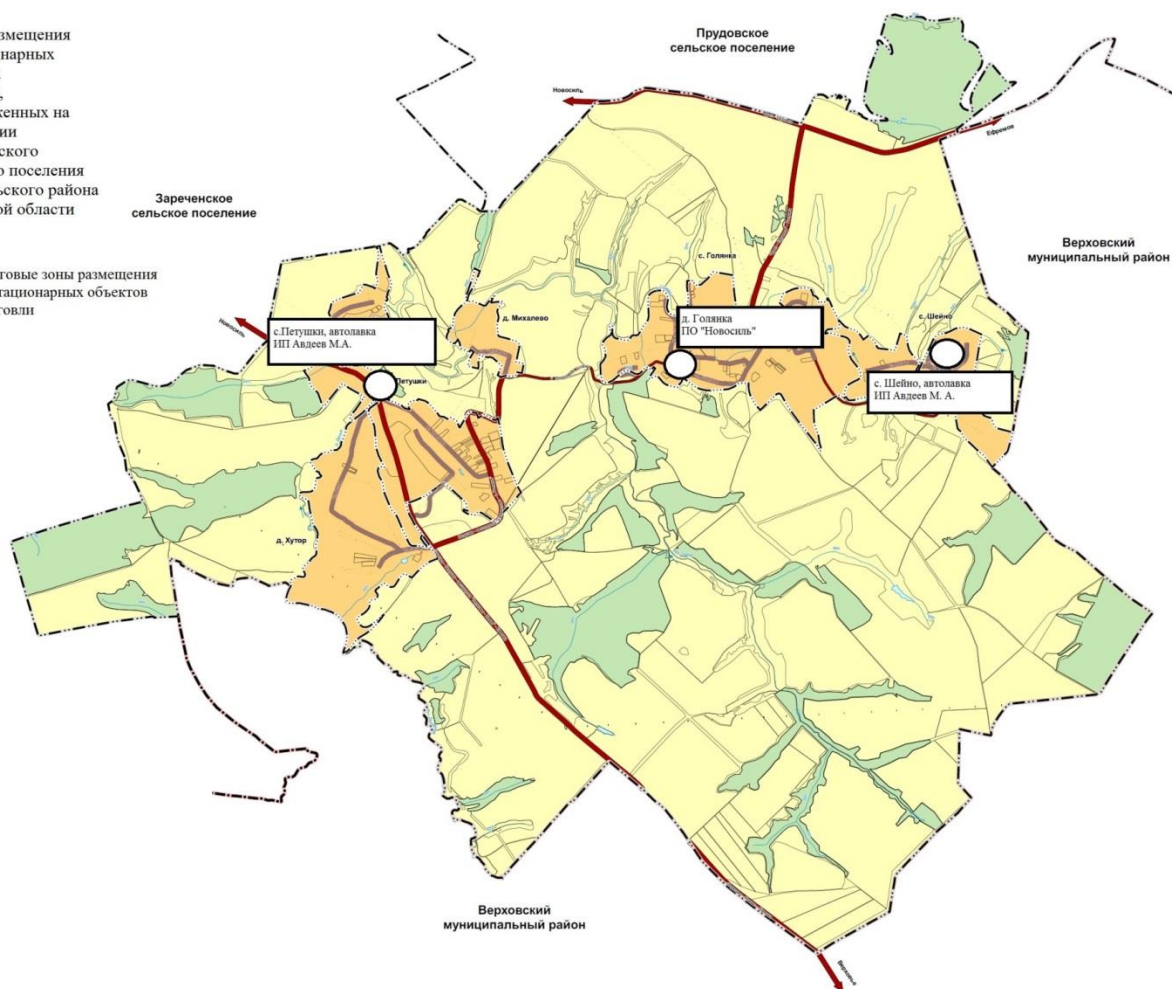 змещения
нарных
,
женных на
ии
ского
о поселения
ьского района
ой области
говые зоны размещения
тационарных объектов
говли
Прудовское
сельское поселение
Новосиль
Ефремов
Зареченское
сельское поселение
Верховский
муниципальный район
с. Голянка
Новосиль
д. Михалево
с. Шейно
с.Петушки, автолавка
ИП Авдеев М.А.
д. Голянка
ПО "Новосиль"
Петушки
с. Шейно, автолавка
ИП Авдеев М. А.
д. Хутор
Верховский
муниципальный район
Верховье